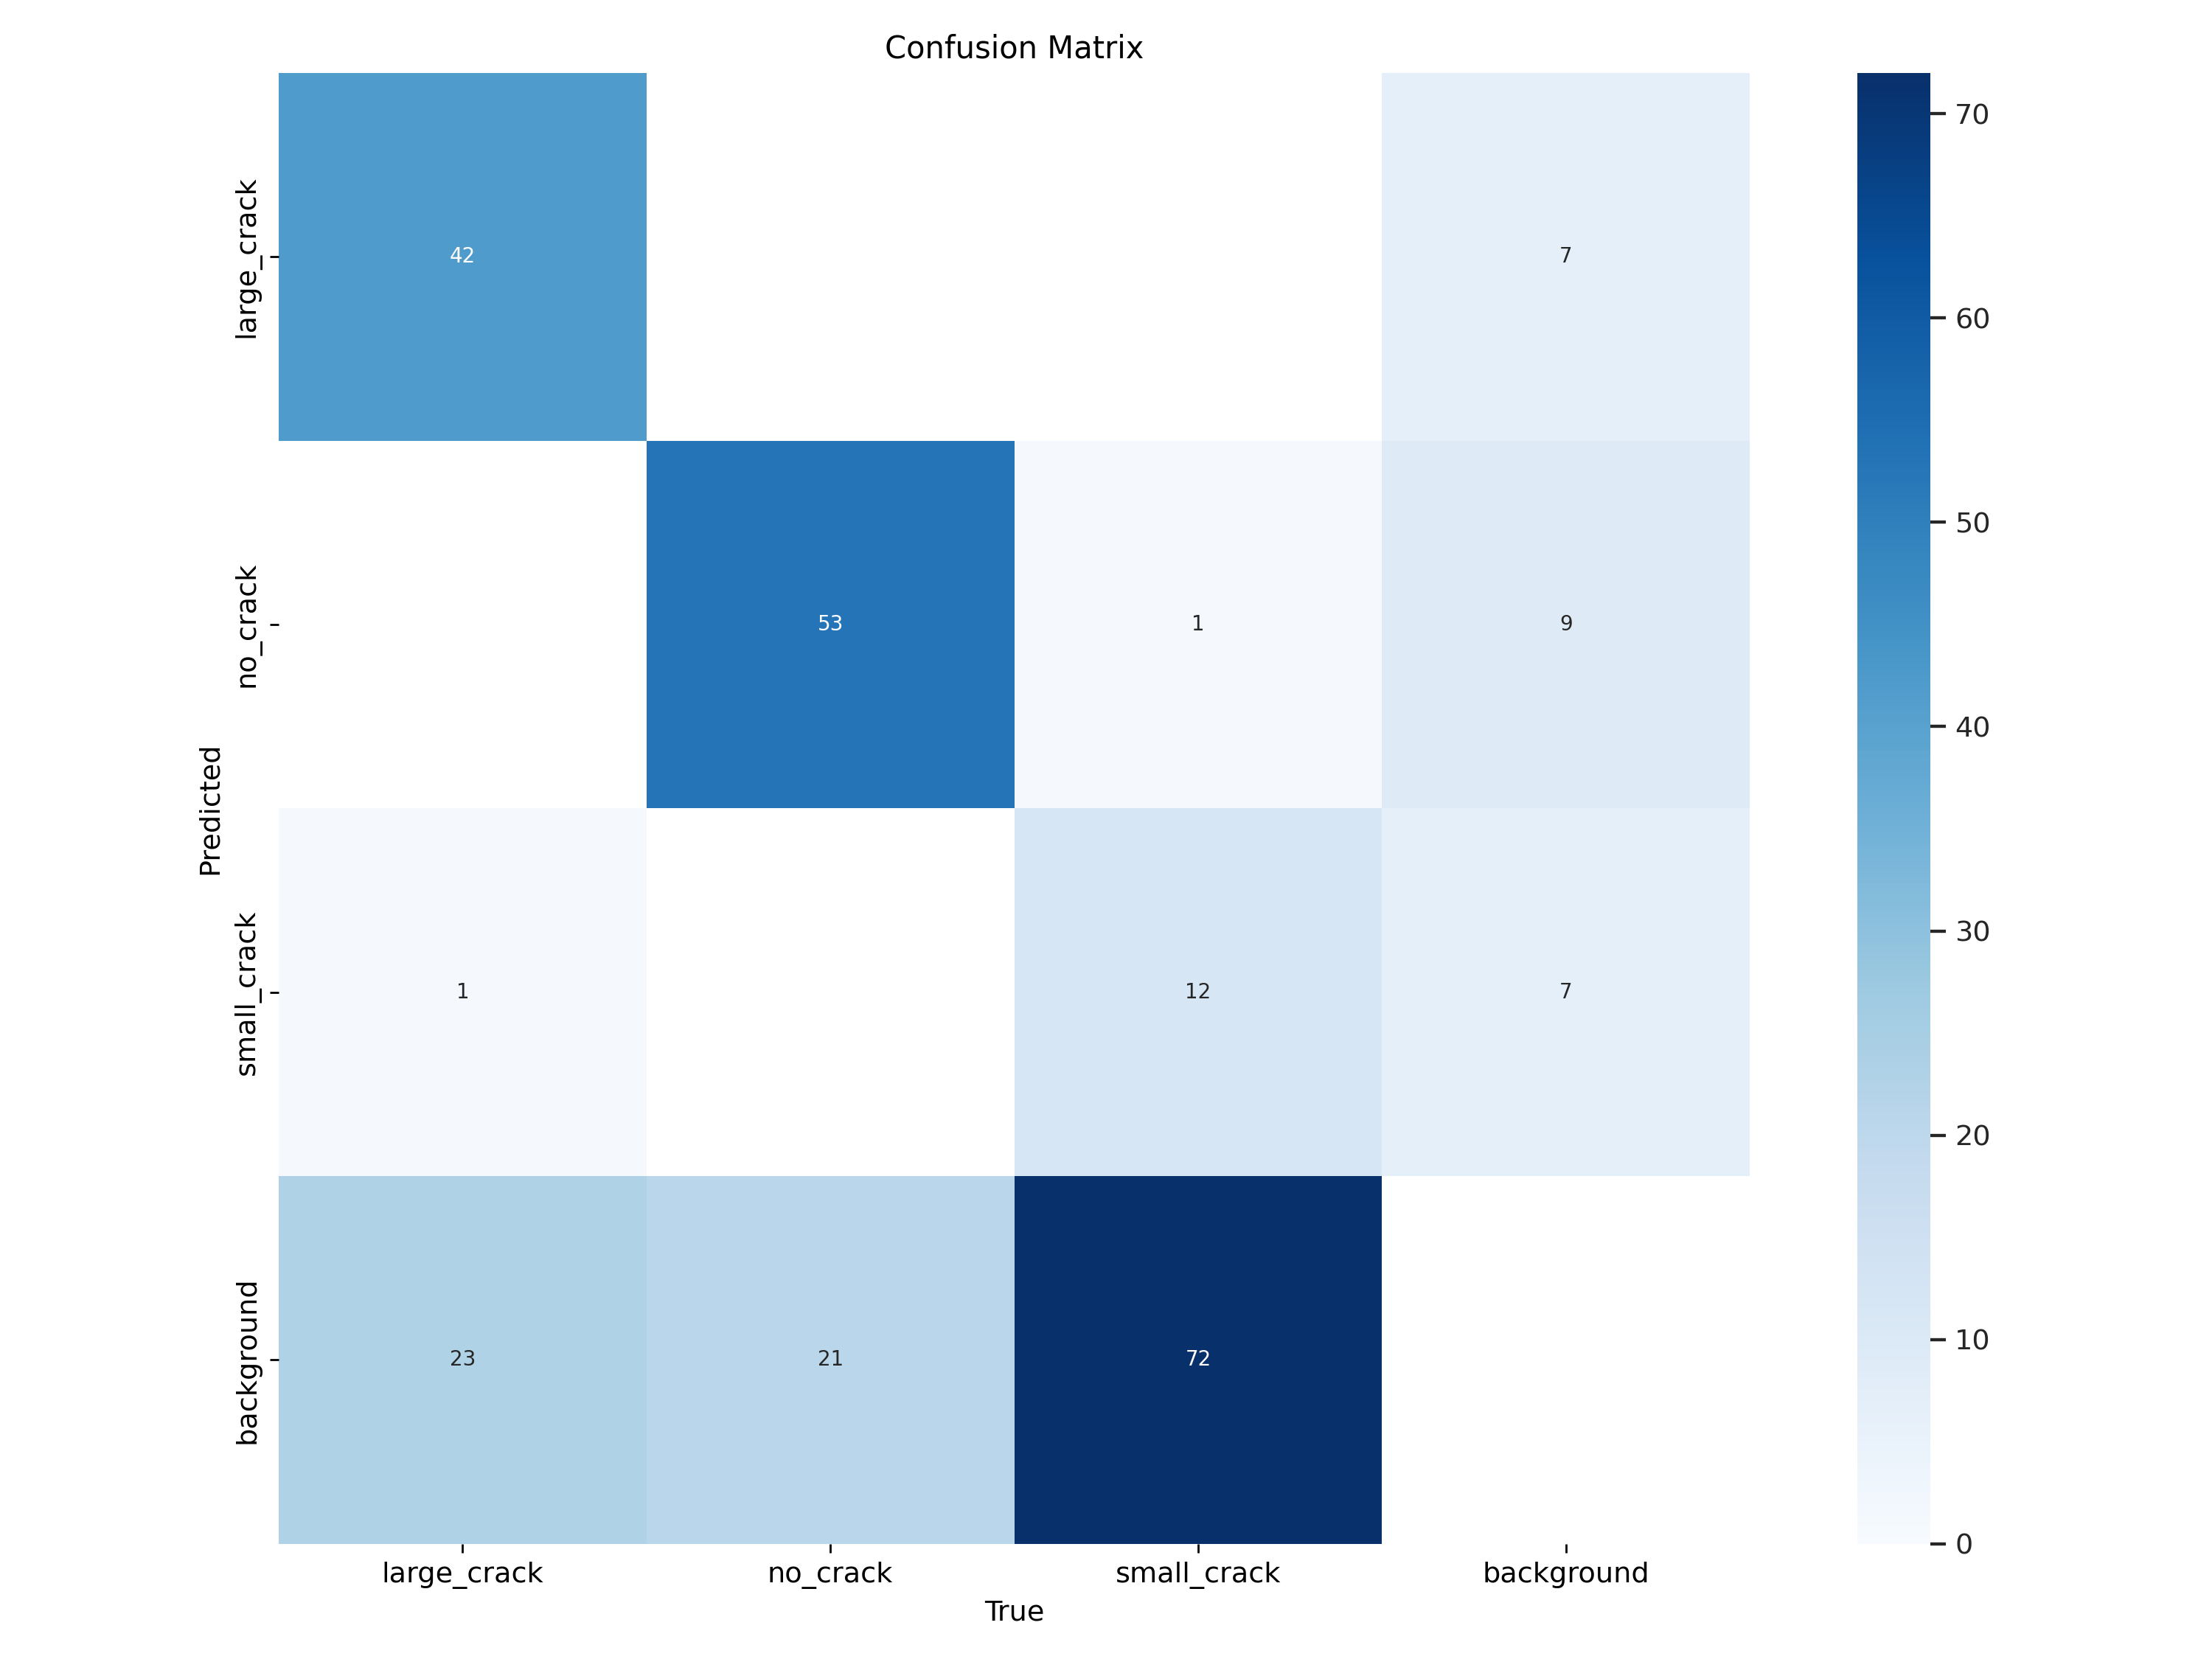 Confusion Matrix
large_crack
no_crack
small_crack
background
Predicted
42
7
53
1
9
1
12
7
23
21
72
large_crack
no_crack
small_crack
background
True
70
60
50
40
30
20
10
0